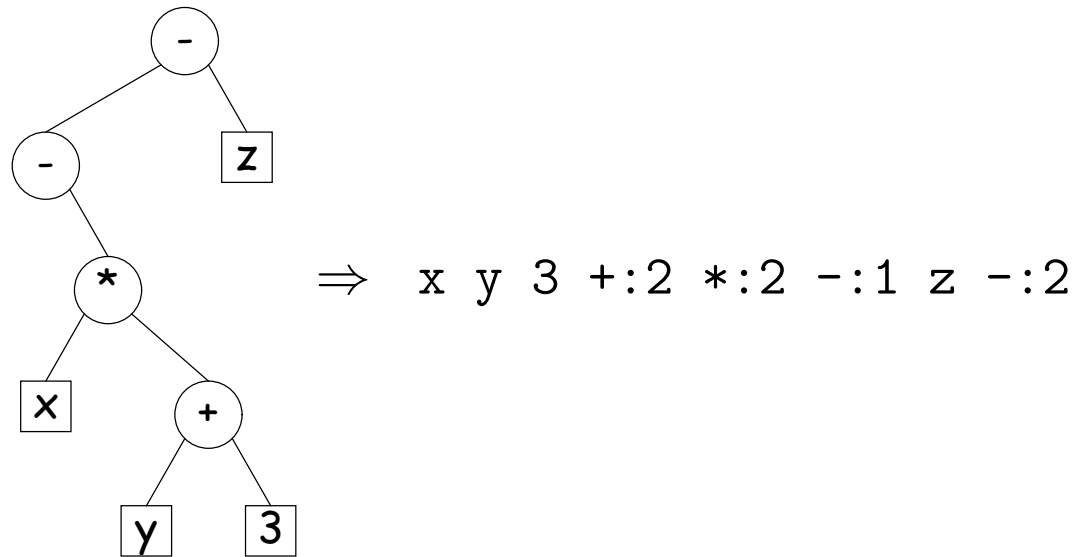 -
- z
* ⇒ x y 3 +:2 *:2 -:1 z -:2
x +
y 3